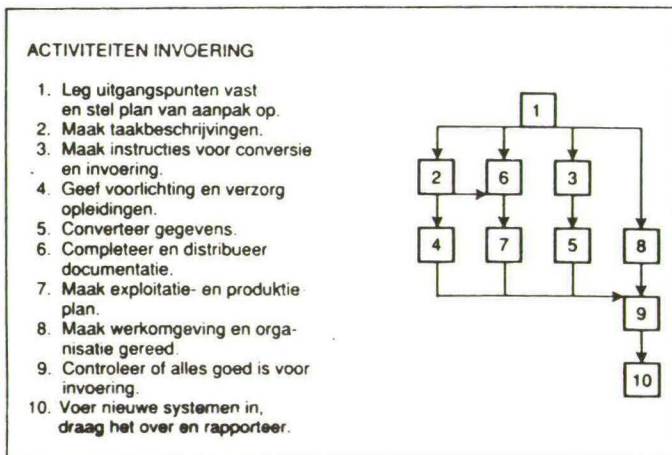 ACTIVITEITEN INVOERING
1. Leg uitgangspunten vast
en stel plan van aanpak op.
2. Maak taakbeschrijvingen.
3. Maak instructies voor conversie
en invoering.
4. Geef voorlichting en verzorg
opleidingen.
5. Converteer gegevens.
6. Completeer en distribueer
documentatie.
7. Maak exploitatie- en produktie
plan.
8. Maak werkomgeving en orga-
nisatie gereed.
9. Controleer of alles goed is voor
invoering.
10. Voer nieuwe systemen in,
draag het over en rapporteer.
1
2 6 3
4 7 5 8
9
10